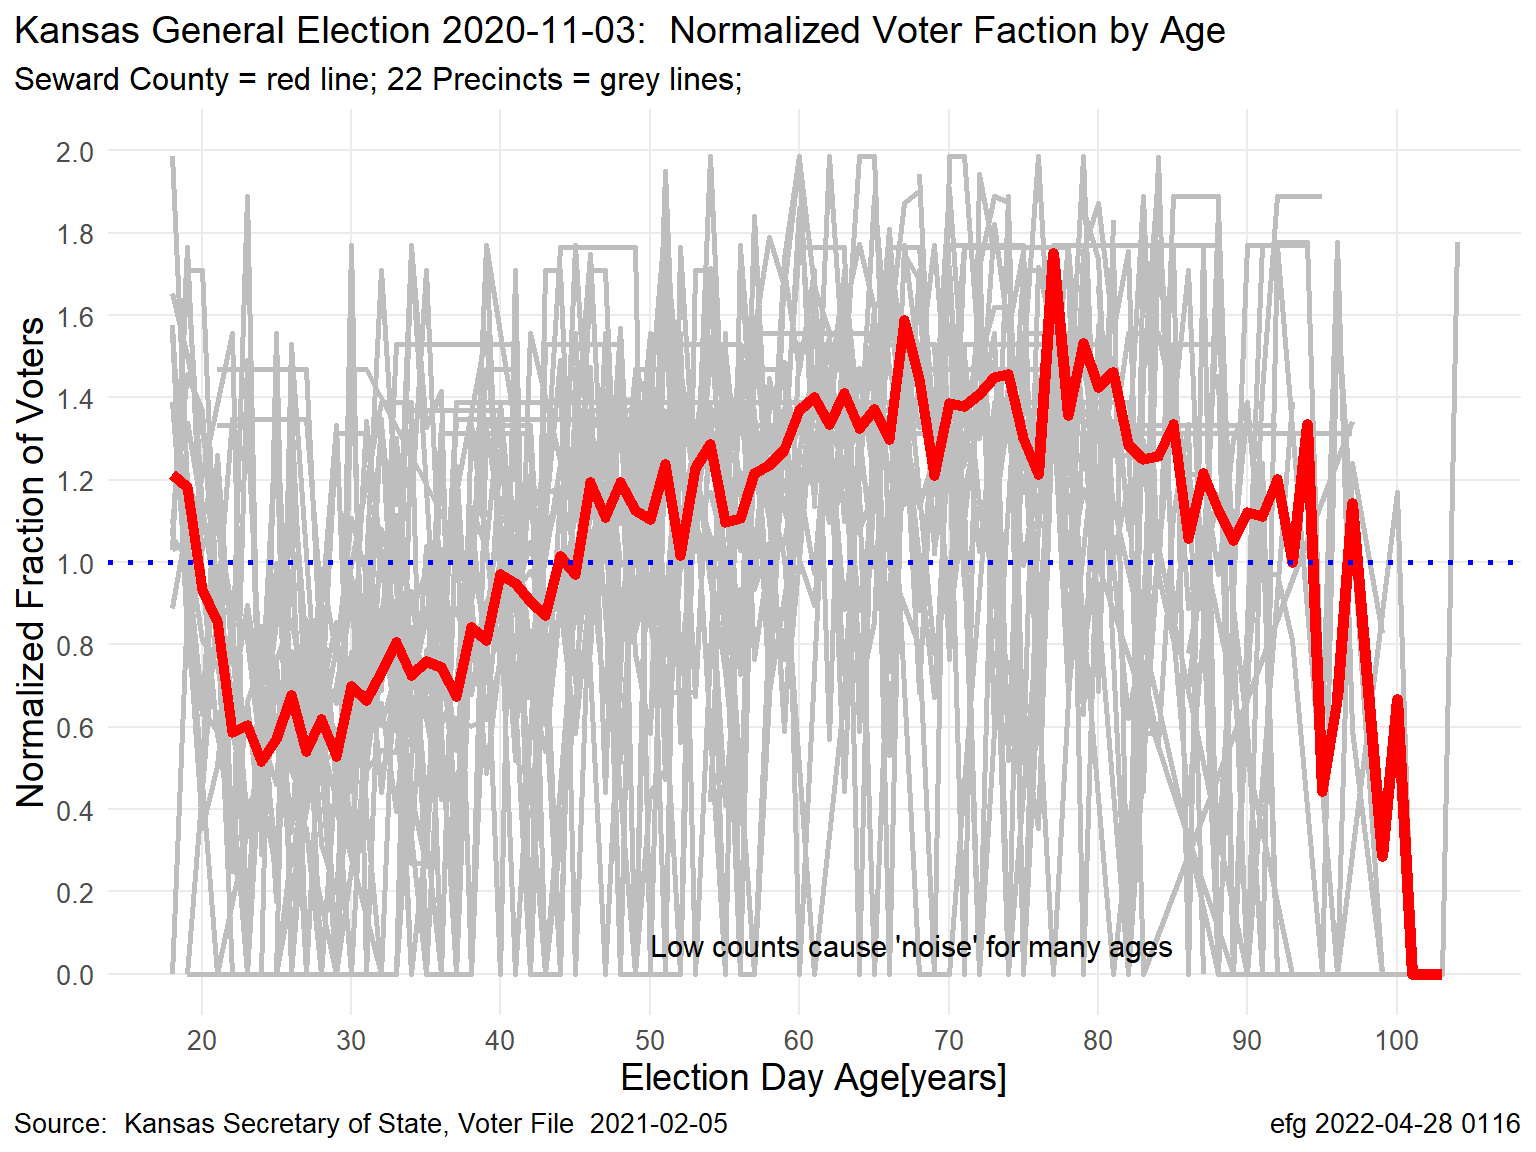 Kansas General Election 2020-11-03:  Normalized Voter Faction by Age
Seward County = red line; 22 Precincts = grey lines;
Normalized Fraction of Voters
2.0
1.8
1.6
1.4
1.2
1.0
0.8
0.6
0.4
0.2
0.0
Low counts cause 'noise' for many ages
20 30 40 50 60 70 80 90 100
Election Day Age[years]
Source:  Kansas Secretary of State, Voter File  2021-02-05
efg 2022-04-28 0116